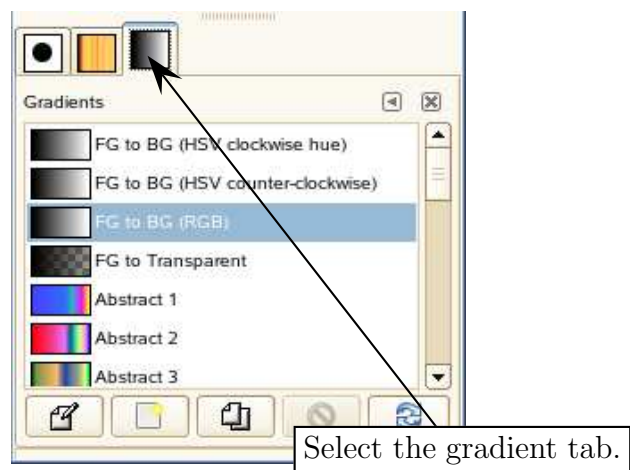 Gradients
FG to BG (HSV clockwise hue)
FG to BG (HSV counter-clockwise)
FG to BG (RGB)
FG to Transparent
Abstract 1
Abstract 2
Abstract 3
Select the gradient tab.